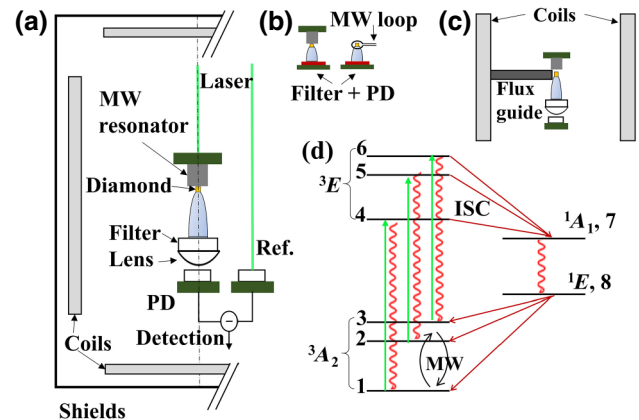 (a)
Laser
MW
resonator
Diamond
Filter
Lens
Ref.
PD
Detection
Coils
Shields
(b)
MW loop
Filter + PD
(c)
Coils
Flux
guide
(d)
6
5
³E
4
ISC
¹A₁, 7
¹E, 8
3
³A₂
2
MW
1